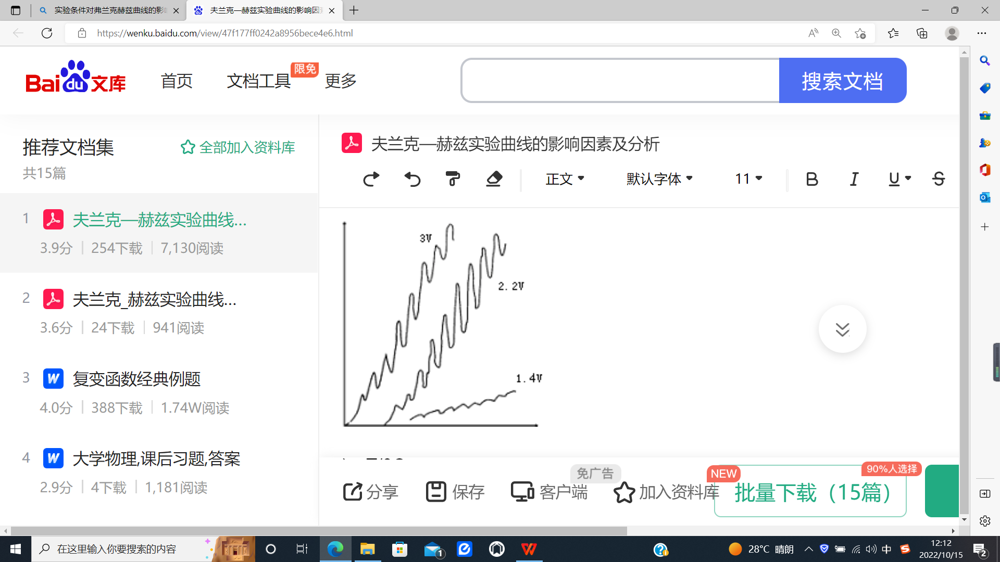 实验条件对弗兰克赫兹曲线的影
夫兰克—赫兹实验曲线的影响因
https://wenku.baidu.com/view/47f177ff0242a8956bece4e6.html
Bai du 文库
首页
文档工具
限免
更多
搜索文档
推荐文档集
全部加入资料库
共15篇
1 夫兰克—赫兹实验曲线...
3.9分 254下载 7,130阅读
2 夫兰克_赫兹实验曲线...
3.6分 24下载 941阅读
3 复变函数经典例题
4.0分 388下载 1.74W阅读
4 大学物理,课后习题,答案
2.9分 4下载 1,181阅读
夫兰克—赫兹实验曲线的影响因素及分析
正文 默认字体 11 B I U S
3V
2.2V
1.4V
分享
保存
免广告
客户端
加入资料库
NEW
90%人选择
批量下载（15篇）
在这里输入你要搜索的内容
1
28°C 晴朗
中
12:12
2022/10/15
2